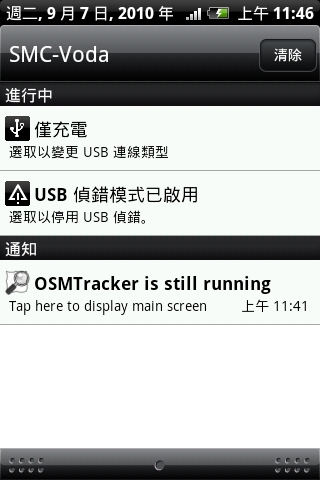 週二, 9 月 7 日, 2010 年 上午 11:46
SMC-Voda 清除
進行中
僅充電
選取以變更 USB 連線類型
USB 偵錯模式已啟用
選取以停用 USB 偵錯。
通知
OSMTracker is still running
Tap here to display main screen 上午 11:41